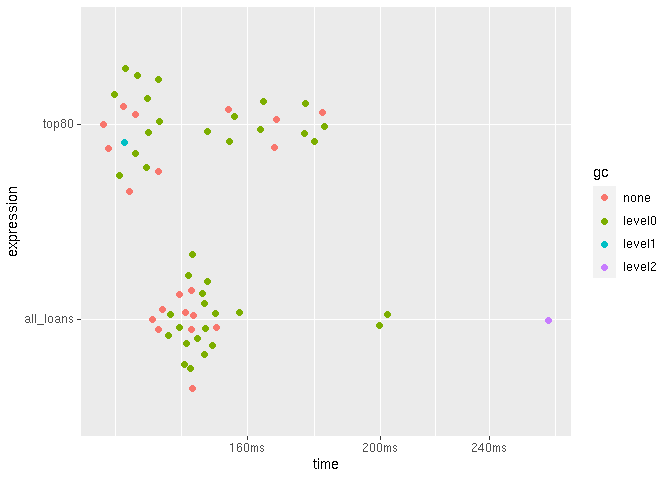 top80
all_loans
160ms 200ms 240ms
time
expression
gc
none
level0
level1
level2